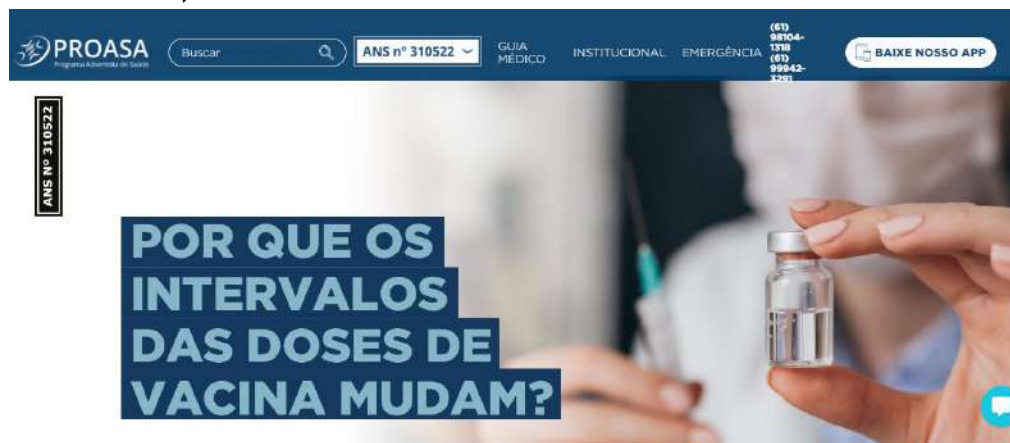 PROASA
Programa Adventista de Saúde
Buscar
ANS nº 310522
GUIA
MÉDICO
INSTITUCIONAL
EMERGÊNCIA
(61)
98104-
1318
(61)
99942-
3291
BAIXE NOSSO APP
ANS Nº 310522
POR QUE OS
INTERVALOS
DAS DOSES DE
VACINA MUDAM?